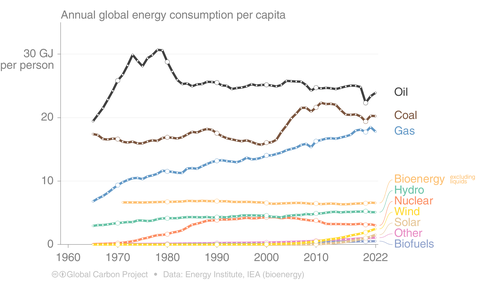 Annual global energy consumption per capita
30 GJ
per person
20
10
0
1960
1970
1980
1990
2000
2010
2022
Oil
Coal
Gas
Bioenergy excluding liquids
Hydro
Nuclear
Wind
Solar
Other
Biofuels
Global Carbon Project • Data: Energy Institute, IEA (bioenergy)